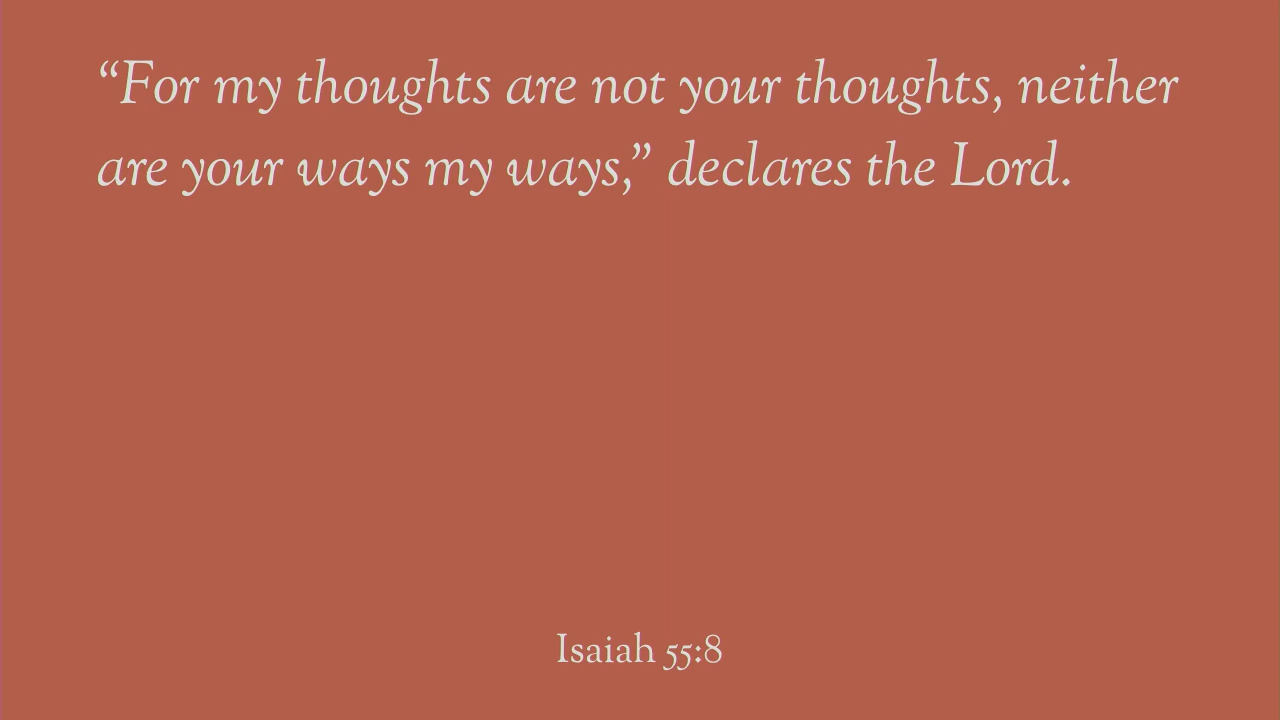 “For my thoughts are not your thoughts, neither
are your ways my ways,” declares the Lord.
Isaiah 55:8